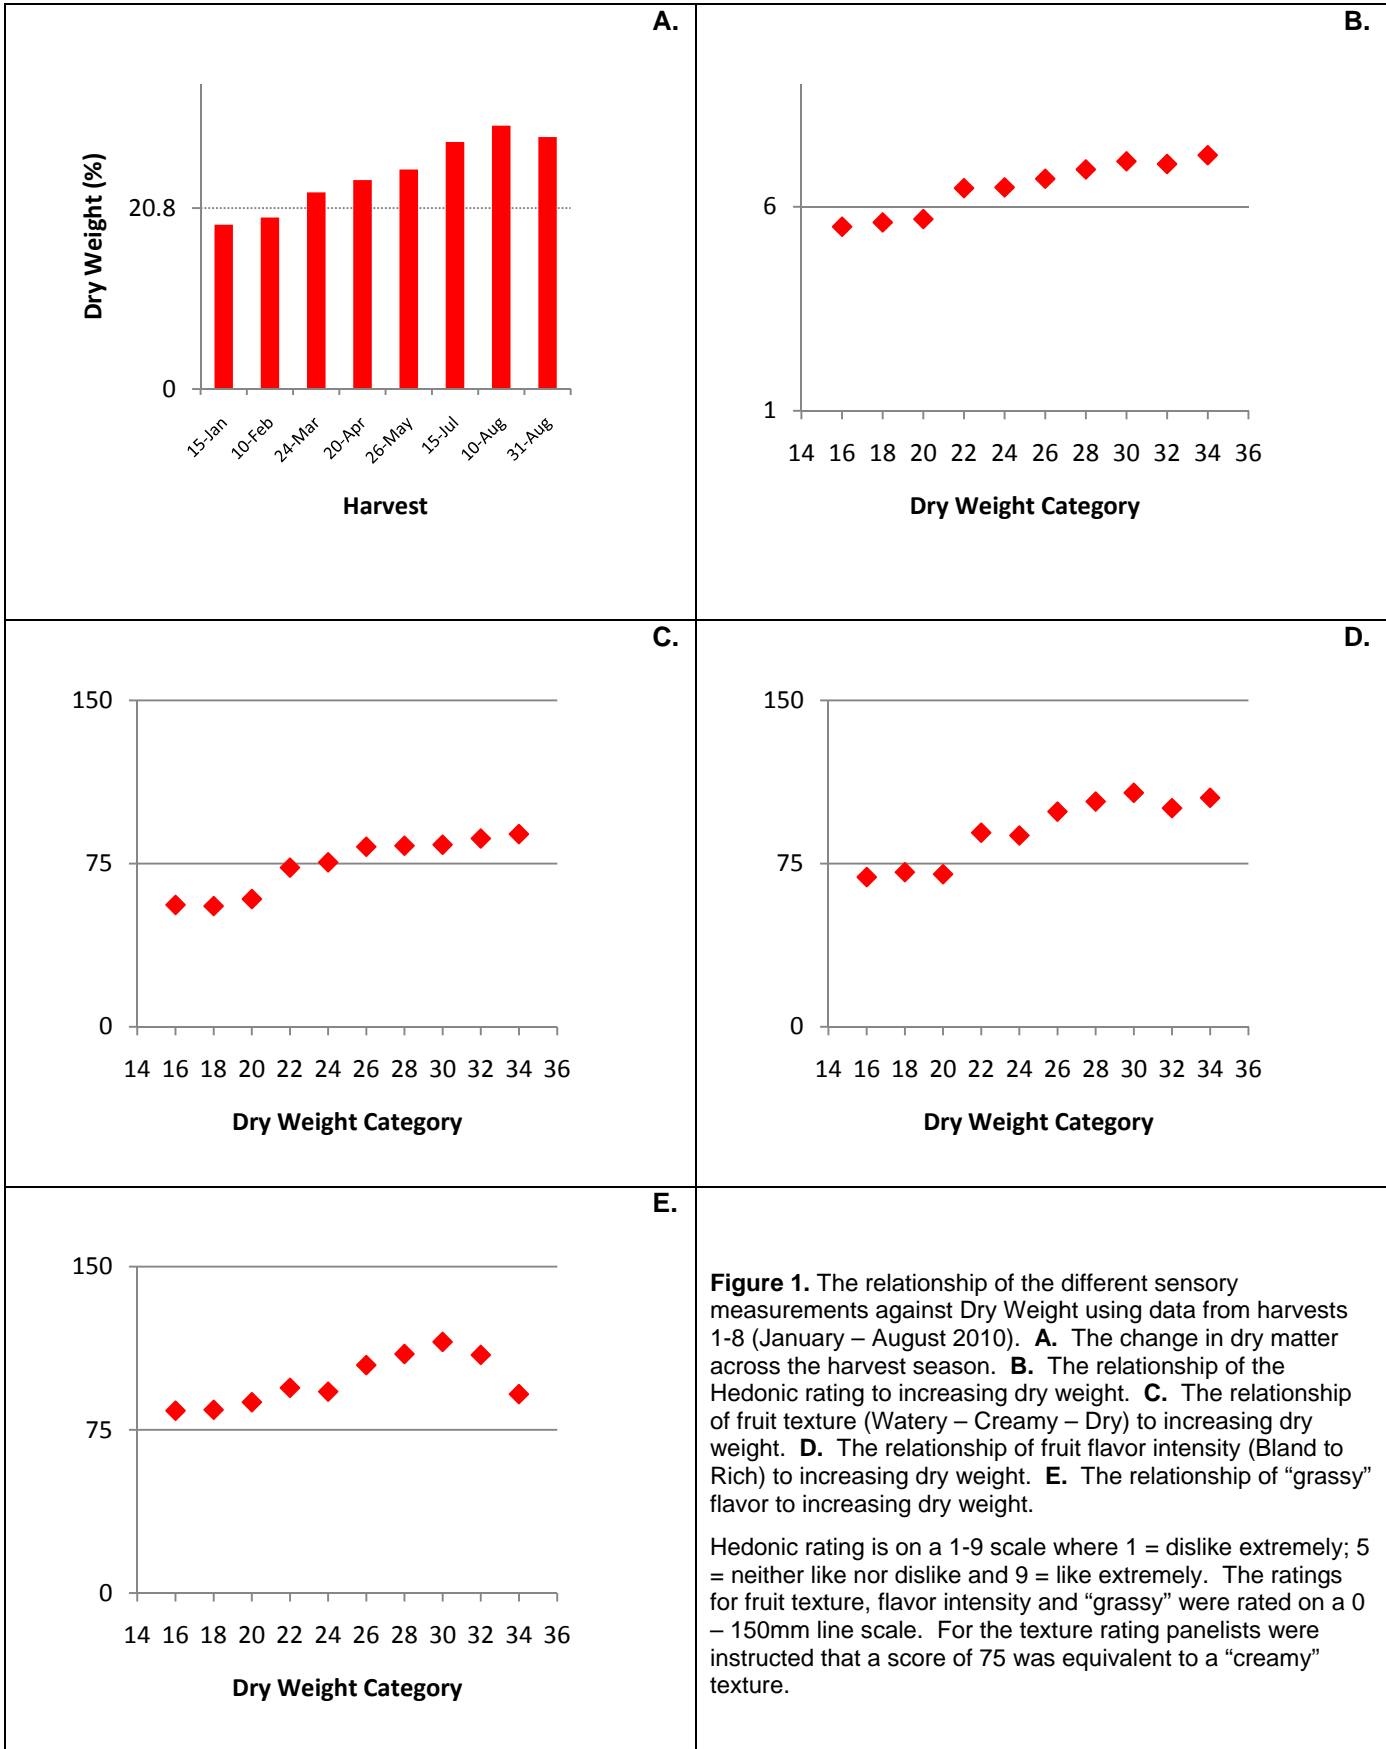 A.
Dry Weight (%)
20.8
0
15-Jan
10-Feb
24-Mar
20-Apr
26-May
15-Jul
10-Aug
31-Aug
Harvest
B.
6
1
14 16 18 20 22 24 26 28 30 32 34 36
Dry Weight Category
C.
150
75
0
14 16 18 20 22 24 26 28 30 32 34 36
Dry Weight Category
D.
150
75
0
14 16 18 20 22 24 26 28 30 32 34 36
Dry Weight Category
E.
150
75
0
14 16 18 20 22 24 26 28 30 32 34 36
Dry Weight Category
Figure 1. The relationship of the different sensory
measurements against Dry Weight using data from harvests
1-8 (January – August 2010). A. The change in dry matter
across the harvest season. B. The relationship of the
Hedonic rating to increasing dry weight. C. The relationship
of fruit texture (Watery – Creamy – Dry) to increasing dry
weight. D. The relationship of fruit flavor intensity (Bland to
Rich) to increasing dry weight. E. The relationship of “grassy”
flavor to increasing dry weight.
Hedonic rating is on a 1-9 scale where 1 = dislike extremely; 5
= neither like nor dislike and 9 = like extremely. The ratings
for fruit texture, flavor intensity and “grassy” were rated on a 0
– 150mm line scale. For the texture rating panelists were
instructed that a score of 75 was equivalent to a “creamy”
texture.